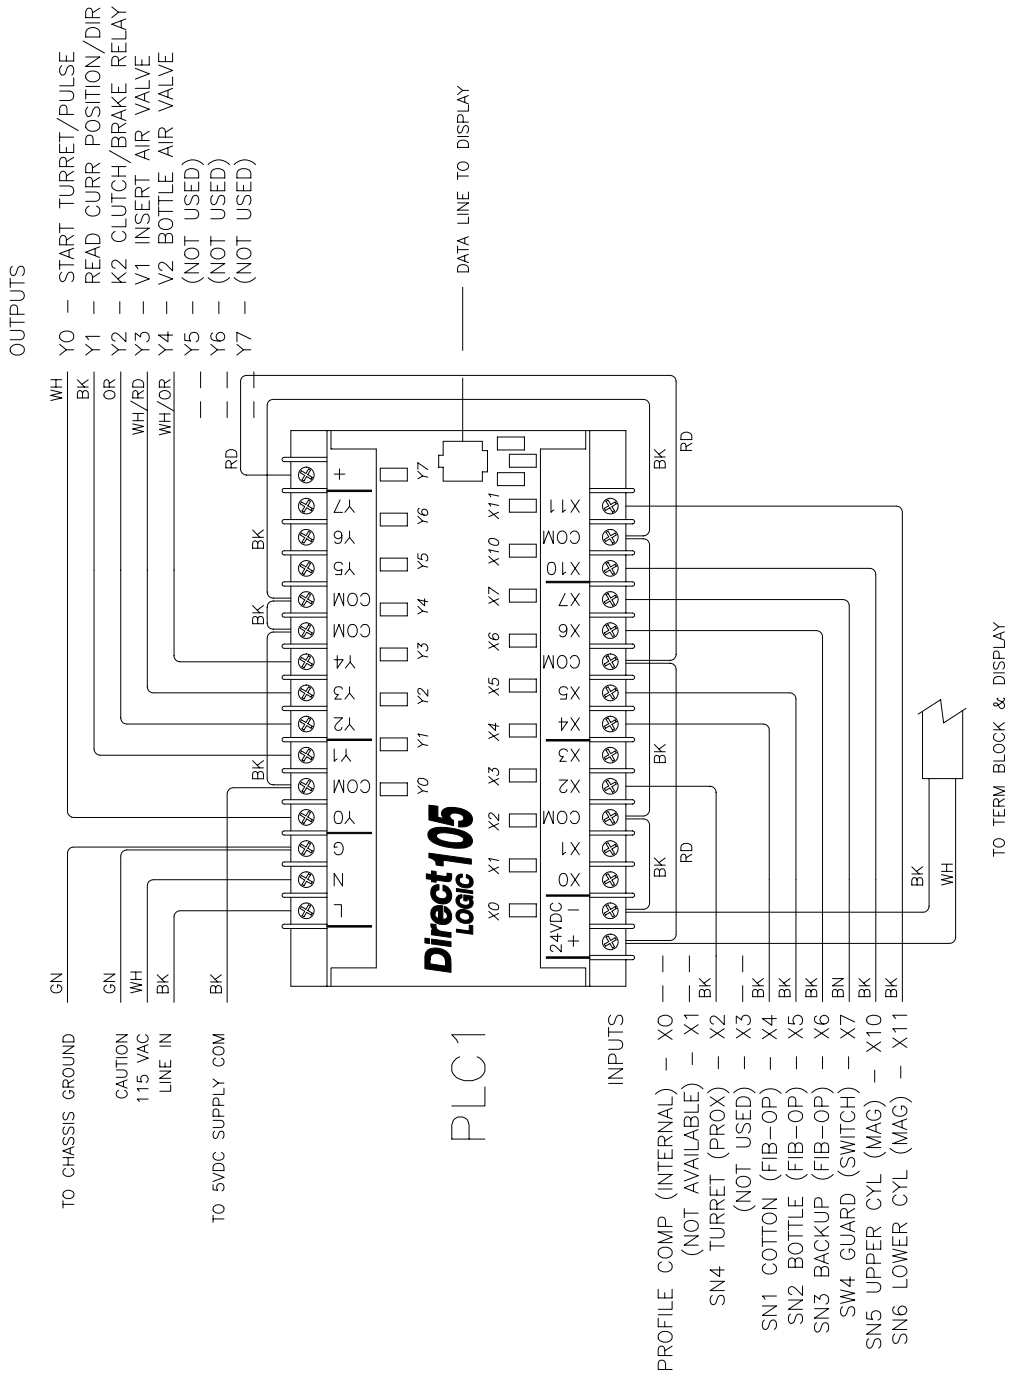 OUTPUTS
WH Y0 – START TURRET/PULSE
BK Y1 – READ CURR POSITION/DIR
OR Y2 – K2 CLUTCH/BRAKE RELAY
WH/RD Y3 – V1 INSERT AIR VALVE
WH/OR Y4 – V2 BOTTLE AIR VALVE
Y5 – (NOT USED)
Y6 – (NOT USED)
Y7 – (NOT USED)
TO CHASSIS GROUND GN
CAUTION GN
115 VAC WH
LINE IN BK
TO 5VDC SUPPLY COM BK
BK BK BK RD
L N G Y0 COM Y1 Y2 Y3 Y4 COM COM Y5 Y6 Y7 +
Y0 Y1 Y2 Y3 Y4 Y5 Y6 Y7
PLC1
Direct
LOGIC
105
DATA LINE TO DISPLAY
X0 X1 X2 X3 X4 X5 X6 X7 X10 X11
24VDC
+ – X0 X1 COM X2 X3 X4 X5 COM X6 X7 X10 COM X11
BK BK BK
RD RD
INPUTS
PROFILE COMP (INTERNAL) – X0
(NOT AVAILABLE) – X1
SN4 TURRET (PROX) – X2 BK
(NOT USED) – X3
SN1 COTTON (FIB–OP) – X4 BK
SN2 BOTTLE (FIB–OP) – X5 BK
SN3 BACKUP (FIB–OP) – X6 BK
SW4 GUARD (SWITCH) – X7 BN
SN5 UPPER CYL (MAG) – X10 BK
SN6 LOWER CYL (MAG) – X11 BK
BK
WH
TO TERM BLOCK & DISPLAY